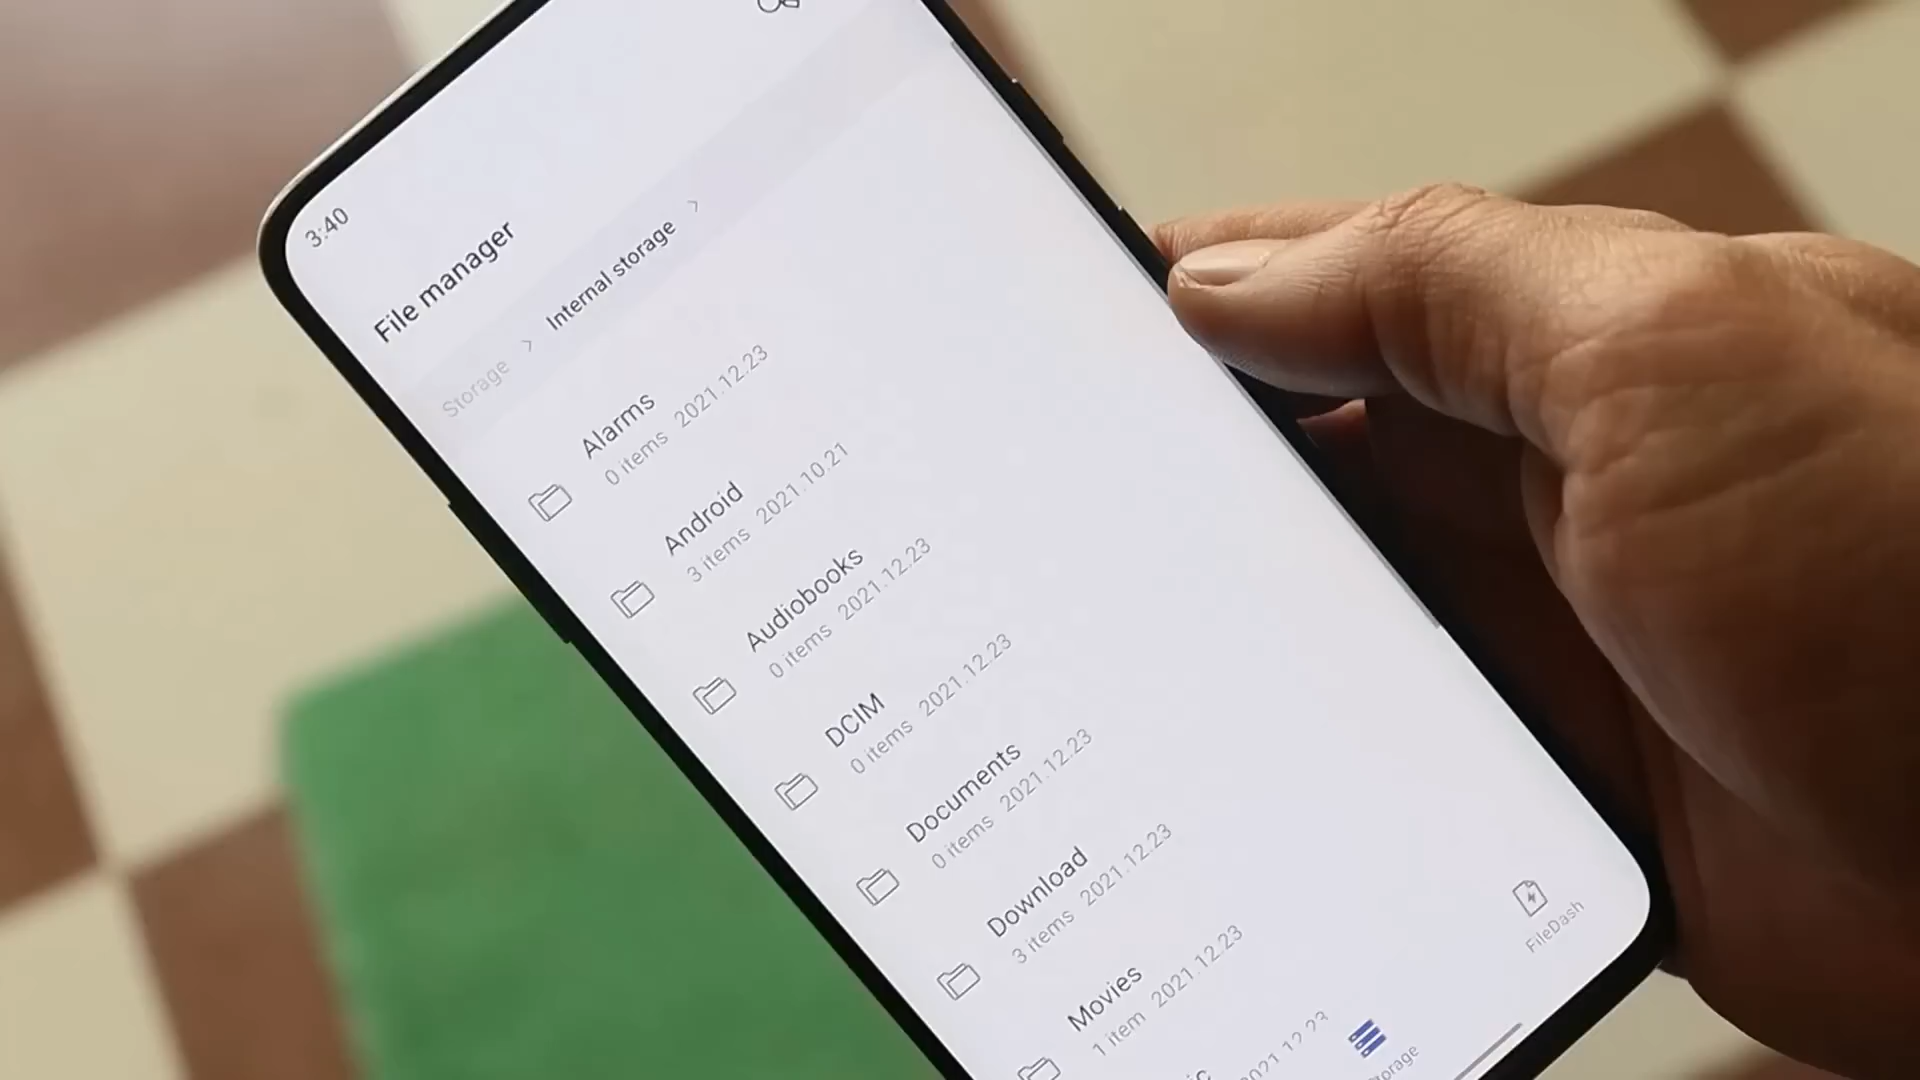 3:40
File manager
Storage > Internal storage >
Alarms
0 items 2021.12.23
Android
3 items 2021.10.21
Audiobooks
0 items 2021.12.23
DCIM
0 items 2021.12.23
Documents
0 items 2021.12.23
Download
3 items 2021.12.23
Movies
1 item 2021.12.23
FileDash